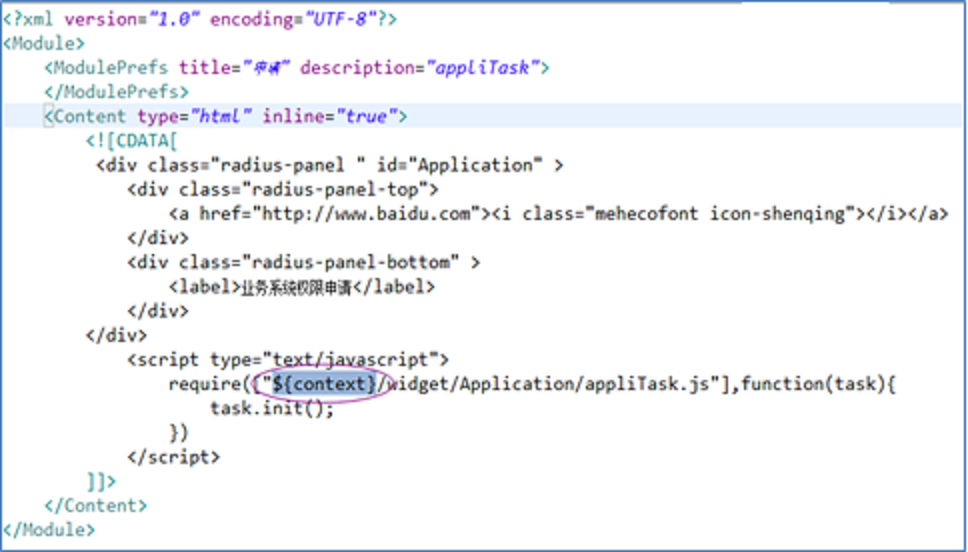 <?xml version="1.0" encoding="UTF-8"?>
<Module>
<ModulePrefs title="申请" description="appliTask">
</ModulePrefs>
<Content type="html" inline="true">
<![CDATA[
<div class="radius-panel " id="Application" >
<div class="radius-panel-top">
<a href="http://www.baidu.com"><i class="mehecofont icon-shenqing"></i></a>
</div>
<div class="radius-panel-bottom" >
<label>业务系统权限申请</label>
</div>
</div>
<script type="text/javascript">
require(["${context}/widget/Application/appliTask.js"],function(task){
task.init();
})
</script>
]]>
</Content>
</Module>